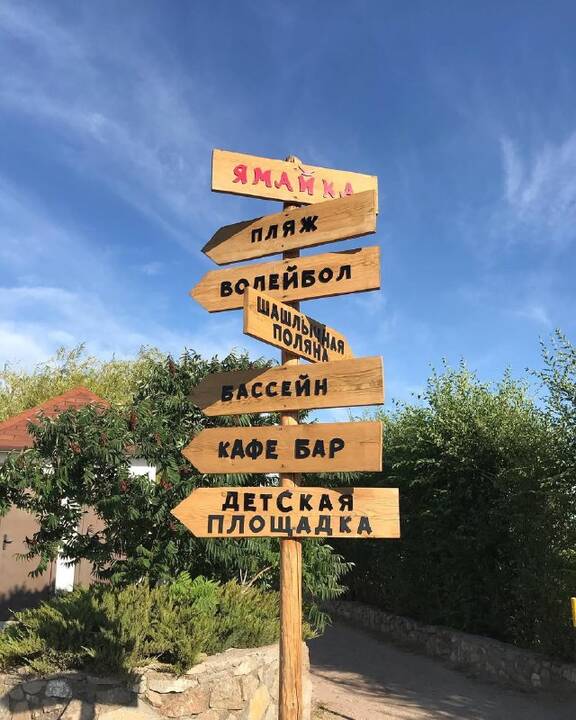 ЯМАЙКА
ПЛЯЖ
ВОЛЕЙБОЛ
ШАШЛЫЧНАЯ
ПОЛЯНА
БАССЕЙН
КАФЕ БАР
ДЕТСКАЯ
ПЛОЩАДКА